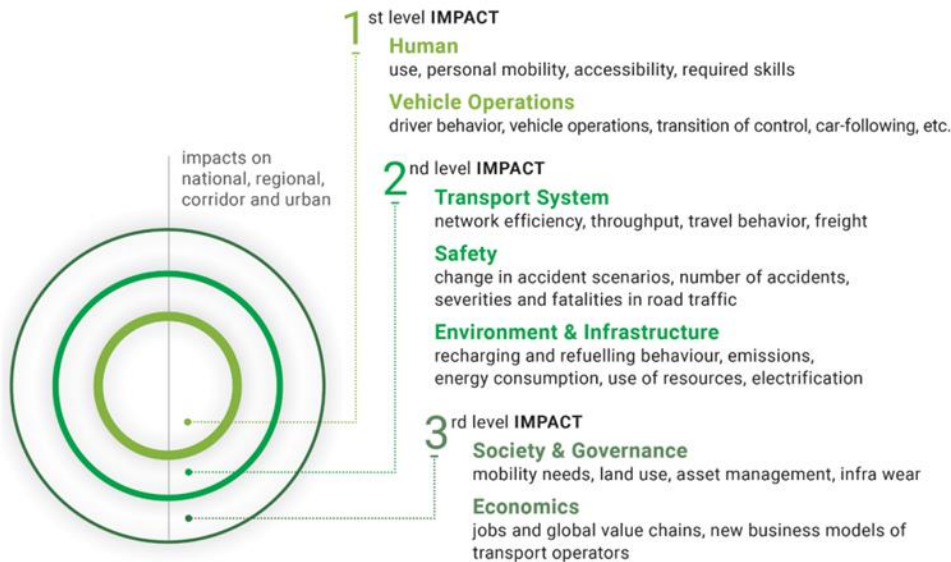 1st level IMPACT
Human
use, personal mobility, accessibility, required skills
Vehicle Operations
driver behavior, vehicle operations, transition of control, car-following, etc.
impacts on
national, regional,
corridor and urban
2nd level IMPACT
Transport System
network efficiency, throughput, travel behavior, freight
Safety
change in accident scenarios, number of accidents,
severities and fatalities in road traffic
Environment & Infrastructure
recharging and refuelling behaviour, emissions,
energy consumption, use of resources, electrification
3rd level IMPACT
Society & Governance
mobility needs, land use, asset management, infra wear
Economics
jobs and global value chains, new business models of
transport operators